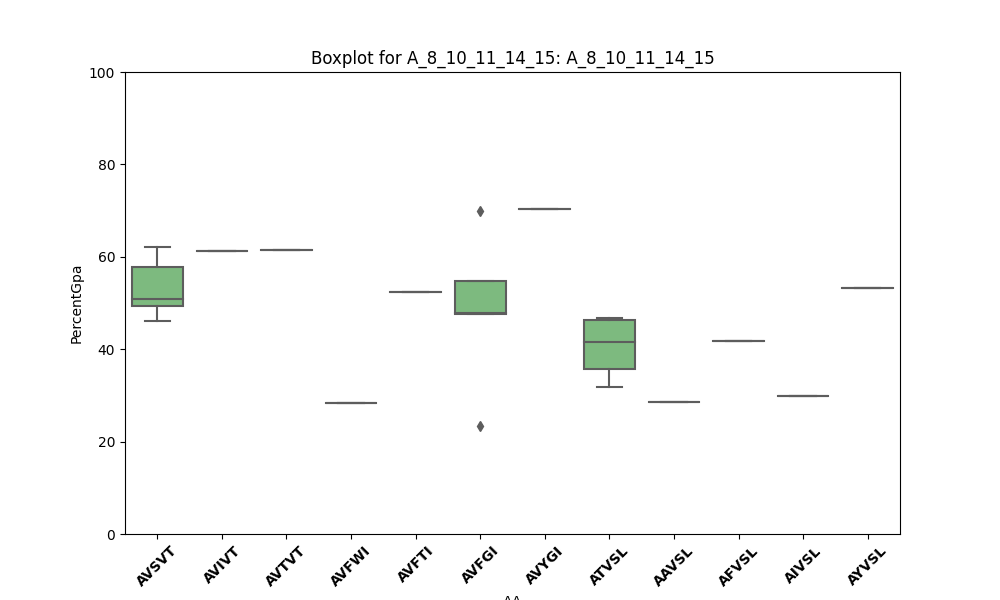 Boxplot for A_8_10_11_14_15: A_8_10_11_14_15
100
80
60
40
20
0
PercentGpa
AVSVT AVIVT AVTVT AVFWI AVFTI AVFGI AVYGI ATVSL AAVSL AFVSL AIVSL AYVSL
AA